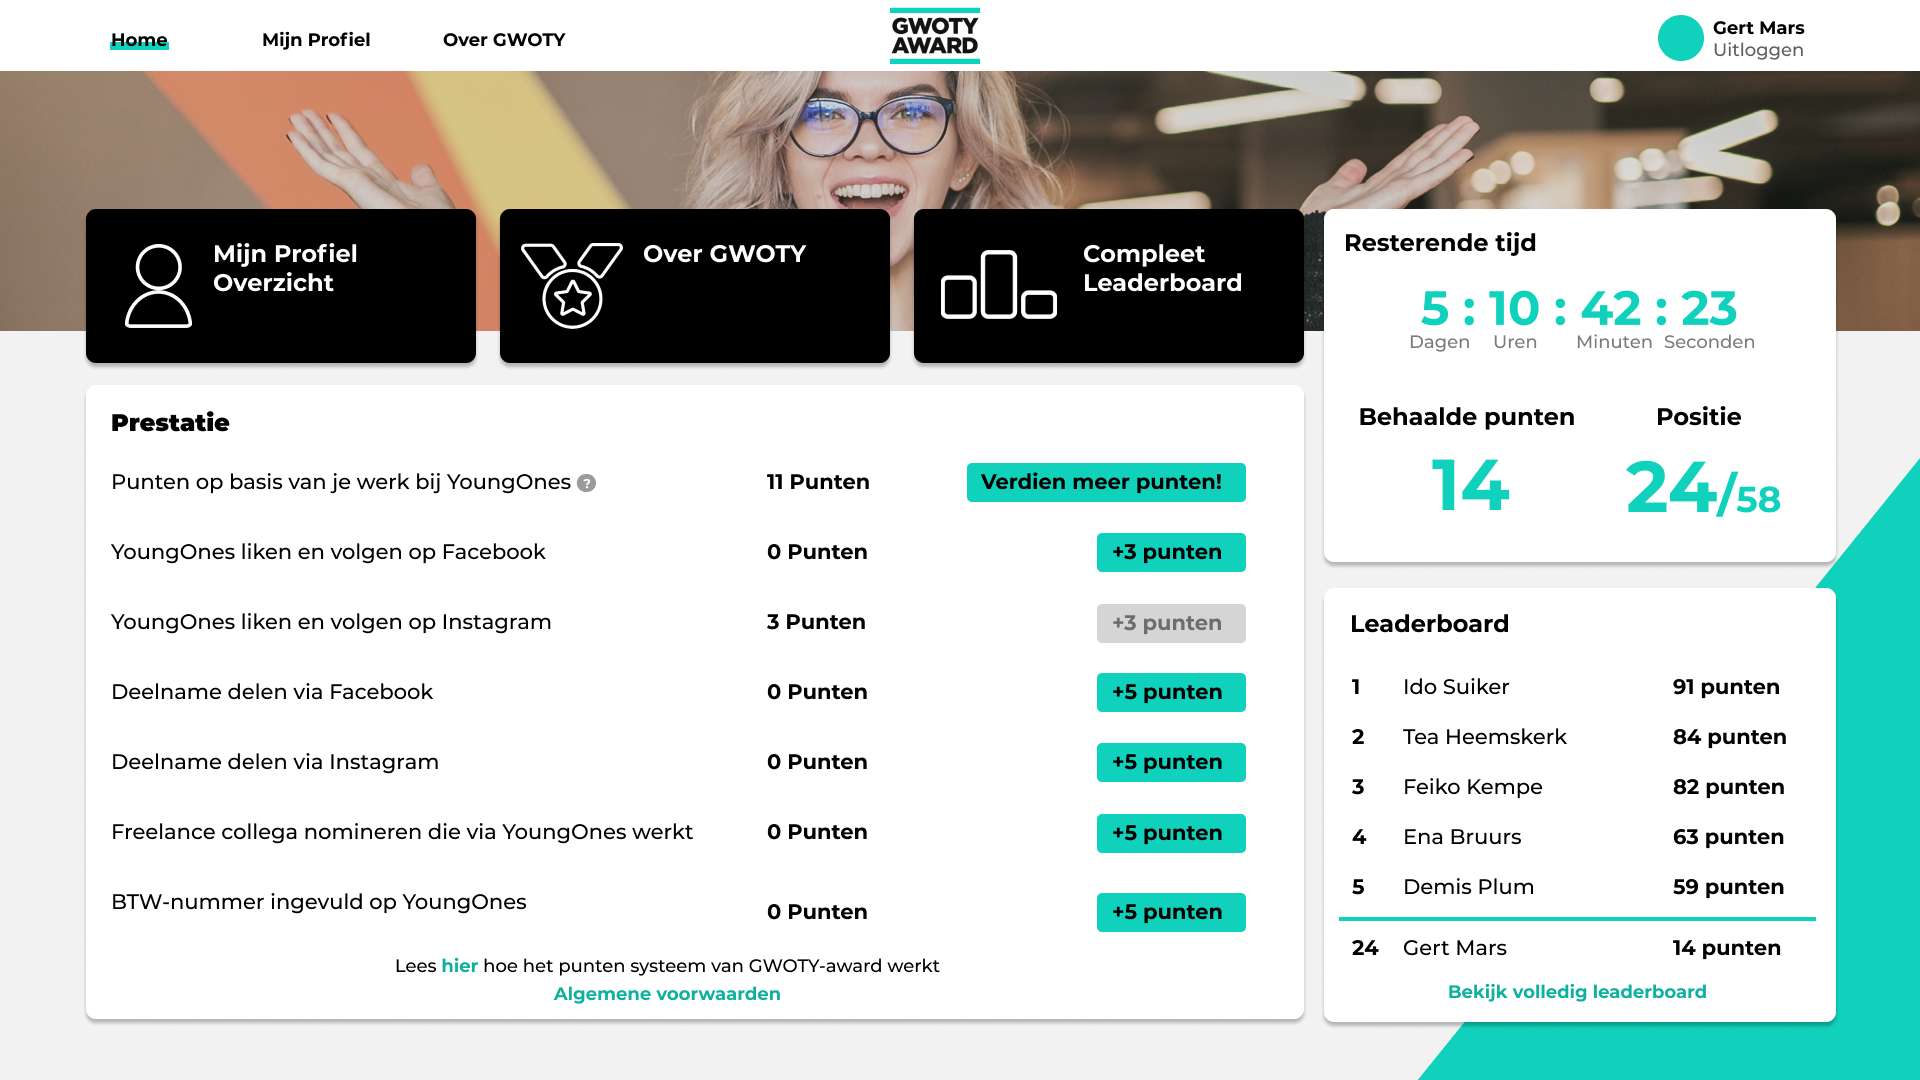 Home
Mijn Profiel
Over GWOTY
GWOTY
AWARD
Gert Mars
Uitloggen
Mijn Profiel
Overzicht
Over GWOTY
Compleet
Leaderboard
Resterende tijd
5 : 10 : 42 : 23
Dagen Uren Minuten Seconden
Behaalde punten Positie
14 24/58
Prestatie
Punten op basis van je werk bij YoungOnes ? 11 Punten Verdien meer punten!
YoungOnes liken en volgen op Facebook 0 Punten +3 punten
YoungOnes liken en volgen op Instagram 3 Punten +3 punten
Deelname delen via Facebook 0 Punten +5 punten
Deelname delen via Instagram 0 Punten +5 punten
Freelance collega nomineren die via YoungOnes werkt 0 Punten +5 punten
BTW-nummer ingevuld op YoungOnes 0 Punten +5 punten
Lees hier hoe het punten systeem van GWOTY-award werkt
Algemene voorwaarden
Leaderboard
1 Ido Suiker 91 punten
2 Tea Heemskerk 84 punten
3 Feiko Kempe 82 punten
4 Ena Bruurs 63 punten
5 Demis Plum 59 punten
24 Gert Mars 14 punten
Bekijk volledig leaderboard